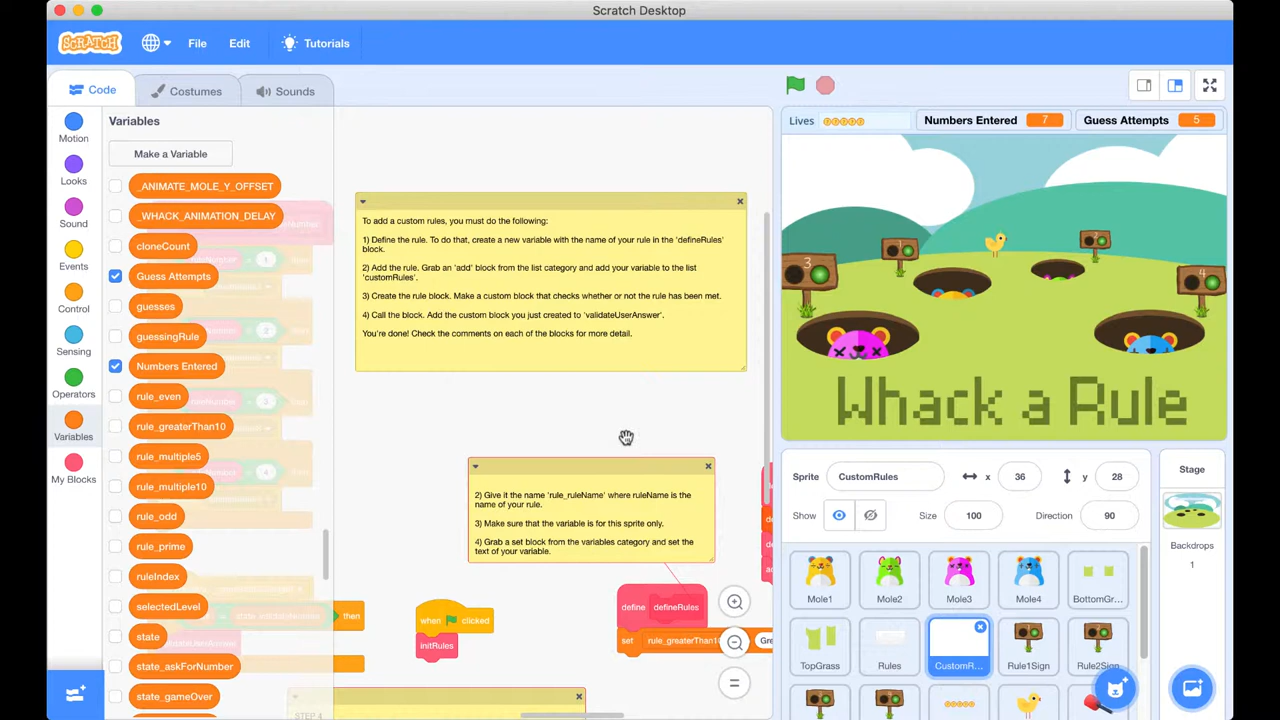 Scratch Desktop
SCRATCH
File
Edit
Tutorials
Code
Costumes
Sounds
Motion
Looks
Sound
Events
Control
Sensing
Operators
Variables
My Blocks
Variables
Make a Variable
_ANIMATE_MOLE_Y_OFFSET
_WHACK_ANIMATION_DELAY
cloneCount
Guess Attempts
guesses
guessingRule
Numbers Entered
rule_even
rule_greaterThan10
rule_multiple5
rule_multiple10
rule_odd
rule_prime
ruleIndex
selectedLevel
state
state_askForNumber
state_gameOver
To add a custom rules, you must do the following:
1) Define the rule. To do that, create a new variable with the name of your rule in the 'defineRules'
block.
2) Add the rule. Grab an 'add' block from the list category and add your variable to the list
'customRules'.
3) Create the rule block. Make a custom block that checks whether or not the rule has been met.
4) Call the block. Add the custom block you just created to 'validateUserAnswer'.
You're done! Check the comments on each of the blocks for more detail.
2) Give it the name 'rule_ruleName' where ruleName is the
name of your rule.
3) Make sure that the variable is for this sprite only.
4) Grab a set block from the variables category and set the
text of your variable.
then
when clicked
initRules
define defineRules
set rule_greaterThan10
STEP 4
Lives
Numbers Entered 7
Guess Attempts 5
1
2
3
4
Whack a Rule
Sprite
CustomRules
x 36
y 28
Show
Size 100
Direction 90
Mole1
Mole2
Mole3
Mole4
BottomGr...
TopGrass
Rules
CustomR...
Rule1Sign
Rule2Sign
Stage
Backdrops
1